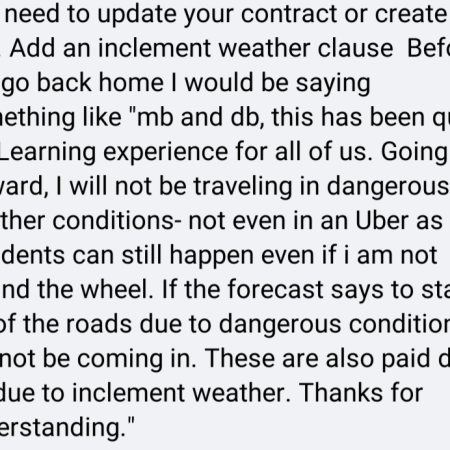 need to update your contract or create
. Add an inclement weather clause Befo
go back home I would be saying
ething like "mb and db, this has been q
Learning experience for all of us. Going
ard, I will not be traveling in dangerous
ther conditions- not even in an Uber as
dents can still happen even if i am not
nd the wheel. If the forecast says to sta
of the roads due to dangerous condition
not be coming in. These are also paid d
due to inclement weather. Thanks for
erstanding."